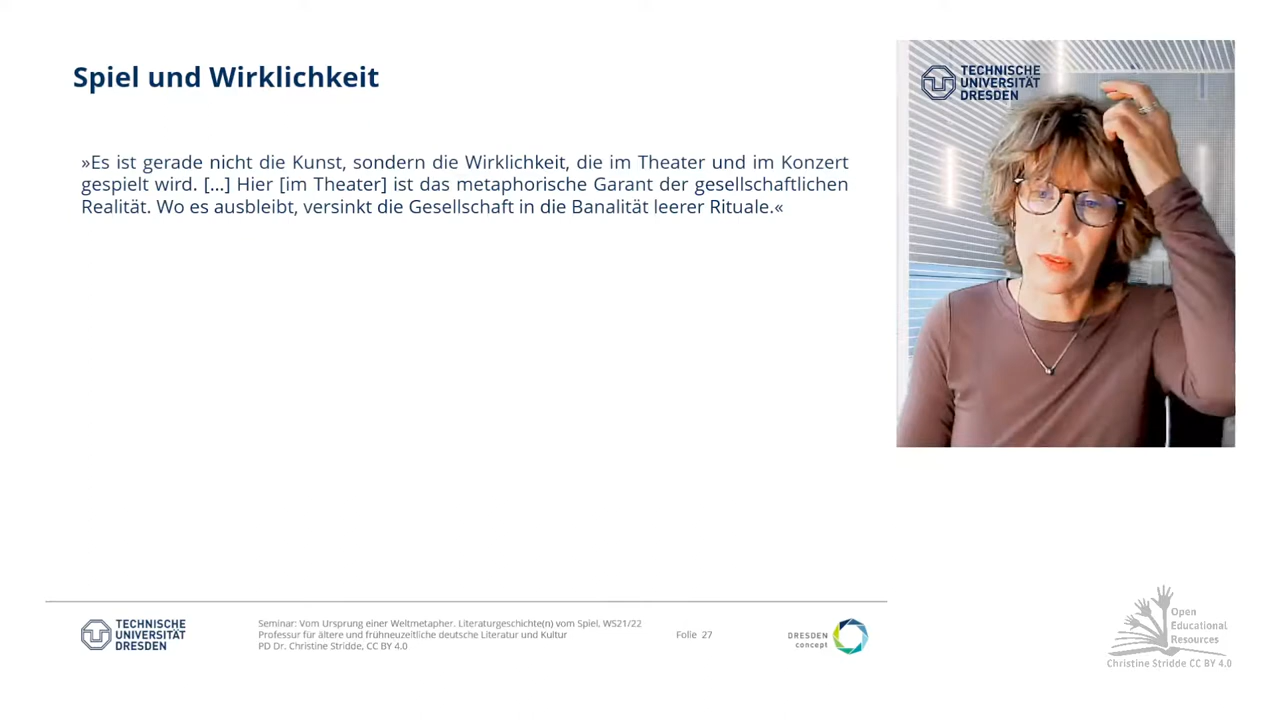 Spiel und Wirklichkeit
»Es ist gerade nicht die Kunst, sondern die Wirklichkeit, die im Theater und im Konzert
gespielt wird. [...] Hier [im Theater] ist das metaphorische Garant der gesellschaftlichen
Realität. Wo es ausbleibt, versinkt die Gesellschaft in die Banalität leerer Rituale.«
TECHNISCHE
UNIVERSITÄT
DRESDEN
TECHNISCHE
UNIVERSITÄT
DRESDEN
Seminar: Vom Ursprung einer Weltmetapher. Literaturgeschichte(n) vom Spiel, WS21/22
Professur für ältere und frühneuzeitliche deutsche Literatur und Kultur
PD Dr. Christine Stridde, CC BY 4.0
Folie 27
DRESDEN
concept
Open
Educational
Resources
Christine Stridde CC BY 4.0